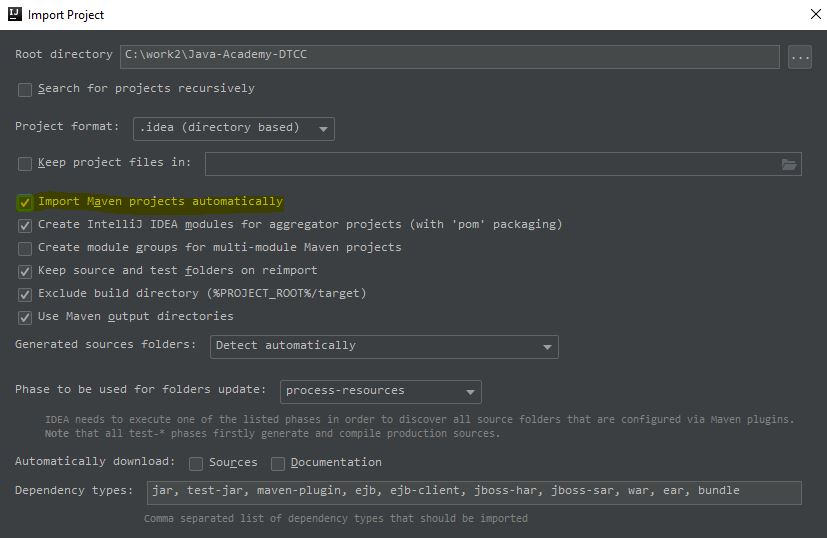 IJ Import Project
Root directory C:\work2\Java-Academy-DTCC ...
Search for projects recursively
Project format: .idea (directory based)
Keep project files in:
Import Maven projects automatically
Create IntelliJ IDEA modules for aggregator projects (with 'pom' packaging)
Create module groups for multi-module Maven projects
Keep source and test folders on reimport
Exclude build directory (%PROJECT_ROOT%/target)
Use Maven output directories
Generated sources folders: Detect automatically
Phase to be used for folders update: process-resources
IDEA needs to execute one of the listed phases in order to discover all source folders that are configured via Maven plugins.
Note that all test-* phases firstly generate and compile production sources.
Automatically download: Sources Documentation
Dependency types: jar, test-jar, maven-plugin, ejb, ejb-client, jboss-har, jboss-sar, war, ear, bundle
Comma separated list of dependency types that should be imported